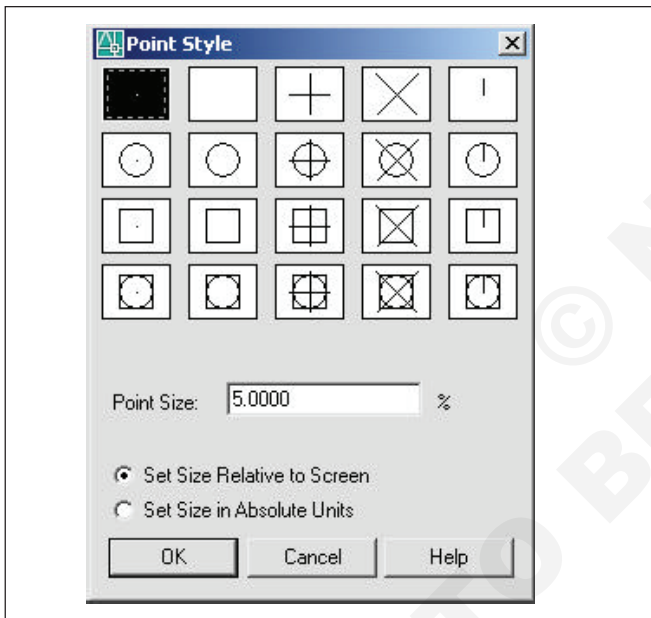 Point Style
Point Size: 5.0000 %
Set Size Relative to Screen
Set Size in Absolute Units
OK Cancel Help
©